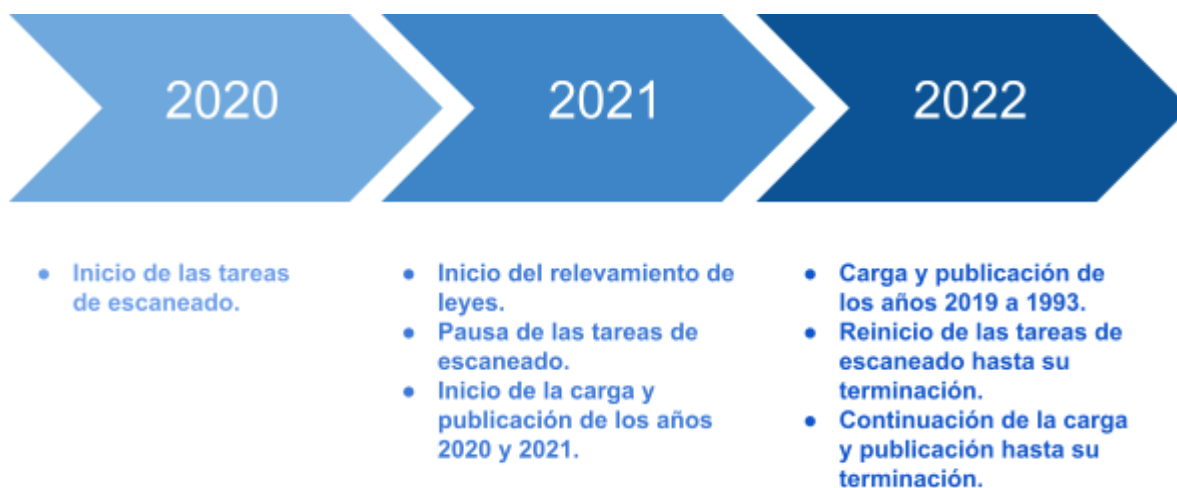 2020
2021
2022
● Inicio de las tareas
de escaneado.
● Inicio del relevamiento de
leyes.
● Pausa de las tareas de
escaneado.
● Inicio de la carga y
publicación de los años
2020 y 2021.
● Carga y publicación de
los años 2019 a 1993.
● Reinicio de las tareas de
escaneado hasta su
terminación.
● Continuación de la carga
y publicación hasta su
terminación.